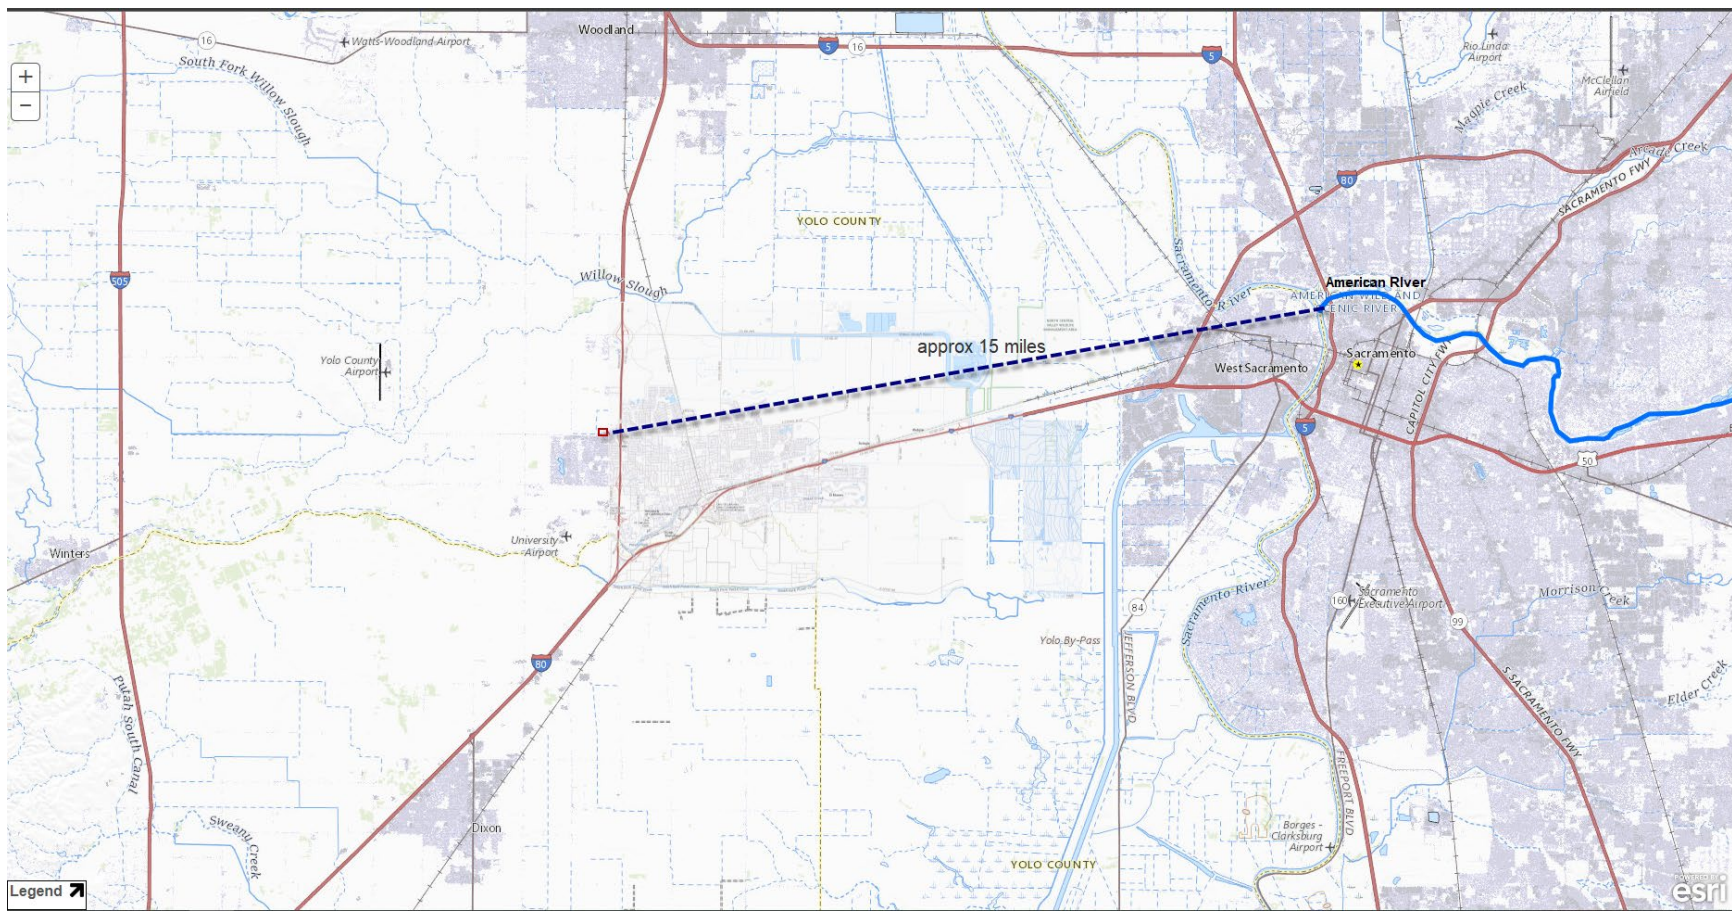 Woodland
16
Watts-Woodland Airport
5
16
5
Rio Linda
Airport
McClellan
Airfield
+
−
South Fork Willow Slough
Magpie Creek
Arcade Creek
80
SACRAMENTO FWY
YOLO COUNTY
Sacramento River
505
Willow Slough
American RIver
AMERICAN WILD AND
SCENIC RIVER
approx 15 miles
Yolo County
Airport
Sacramento
West Sacramento
CAPITOL CITY FWY
5
50
Winters
University
Airport
Sacramento River
Sacramento
Executive Airport
160
Morrison Creek
84
99
Yolo By-Pass
JEFFERSON BLVD
80
Putah South Canal
S SACRAMENTO FWY
Elder Creek
FREEPORT BLVD
Sweany Creek
Dixon
Borges -
Clarksburg
Airport
YOLO COUNTY
Legend
POWERED BY
esri